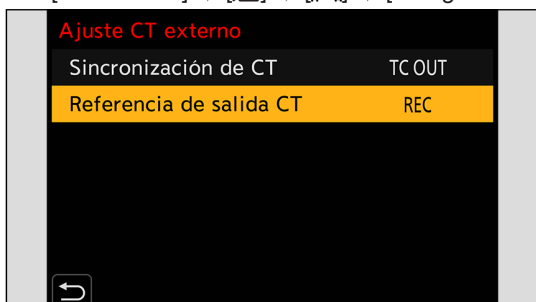 Ajuste CT externo
Sincronización de CT TC OUT
Referencia de salida CT REC